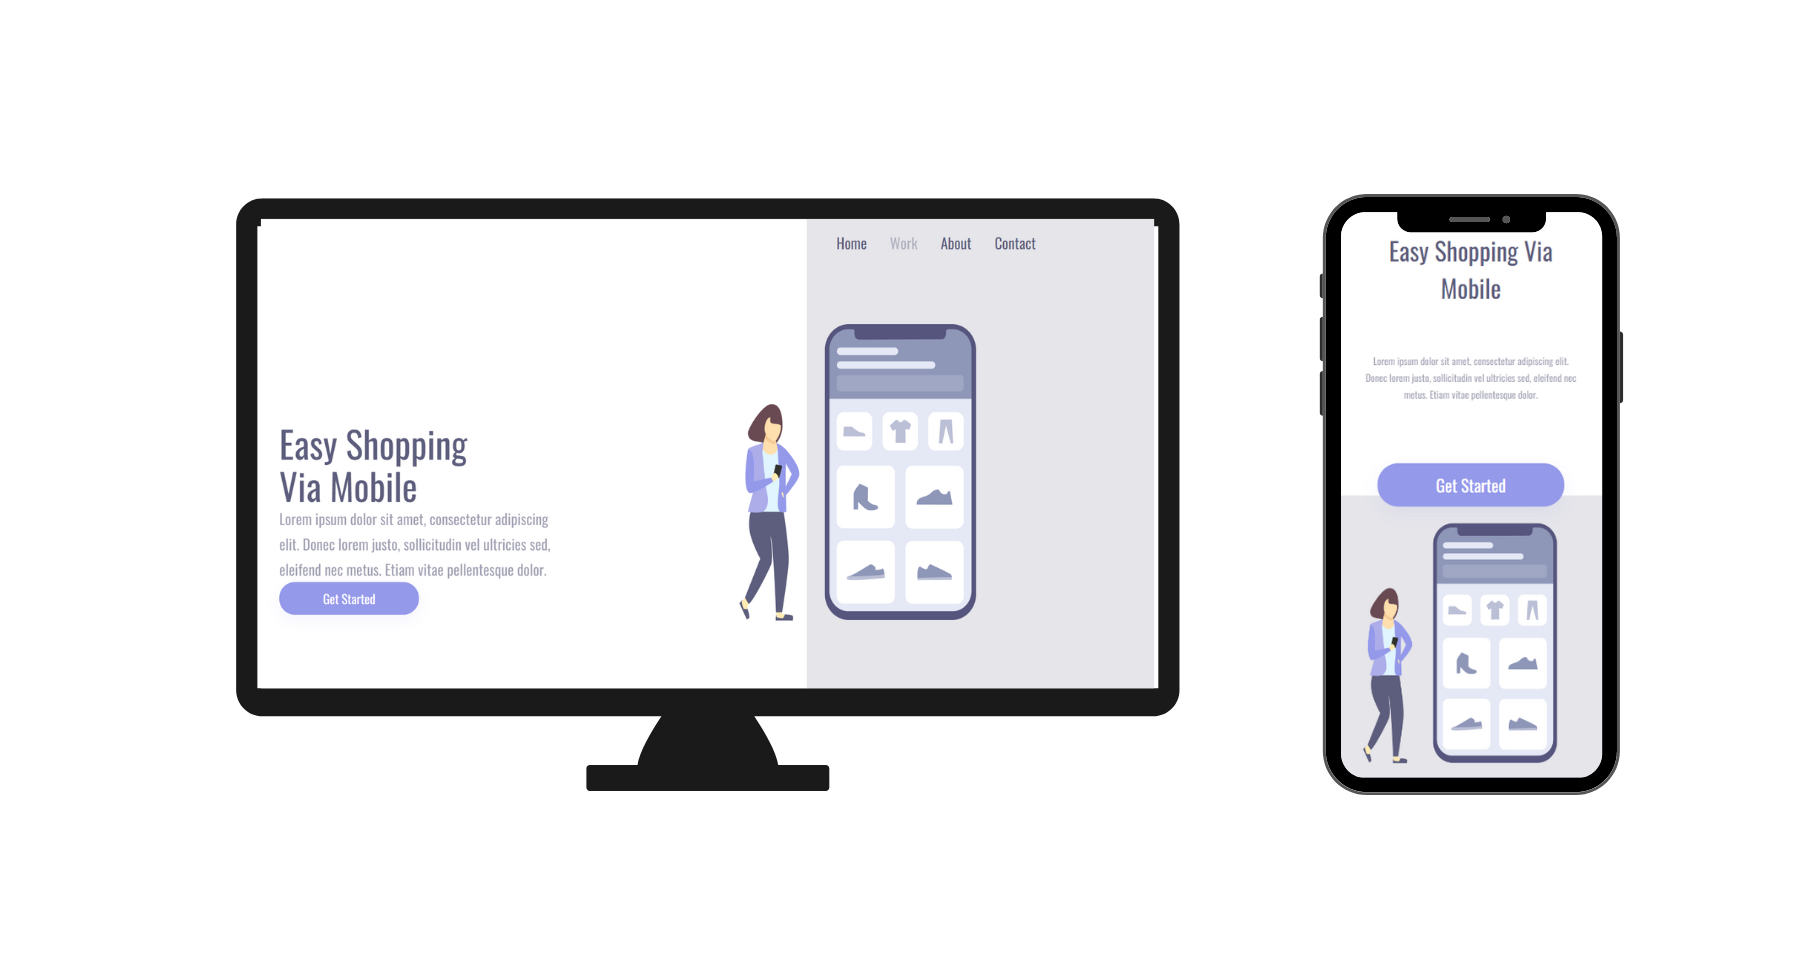 Home Work About Contact
Easy Shopping
Via Mobile
Lorem ipsum dolor sit amet, consectetur adipiscing
elit. Donec lorem justo, sollicitudin vel ultricies sed,
eleifend nec metus. Etiam vitae pellentesque dolor.
Get Started
Easy Shopping Via
Mobile
Lorem ipsum dolor sit amet, consectetur adipiscing elit.
Donec lorem justo, sollicitudin vel ultricies sed, eleifend nec
metus. Etiam vitae pellentesque dolor.
Get Started